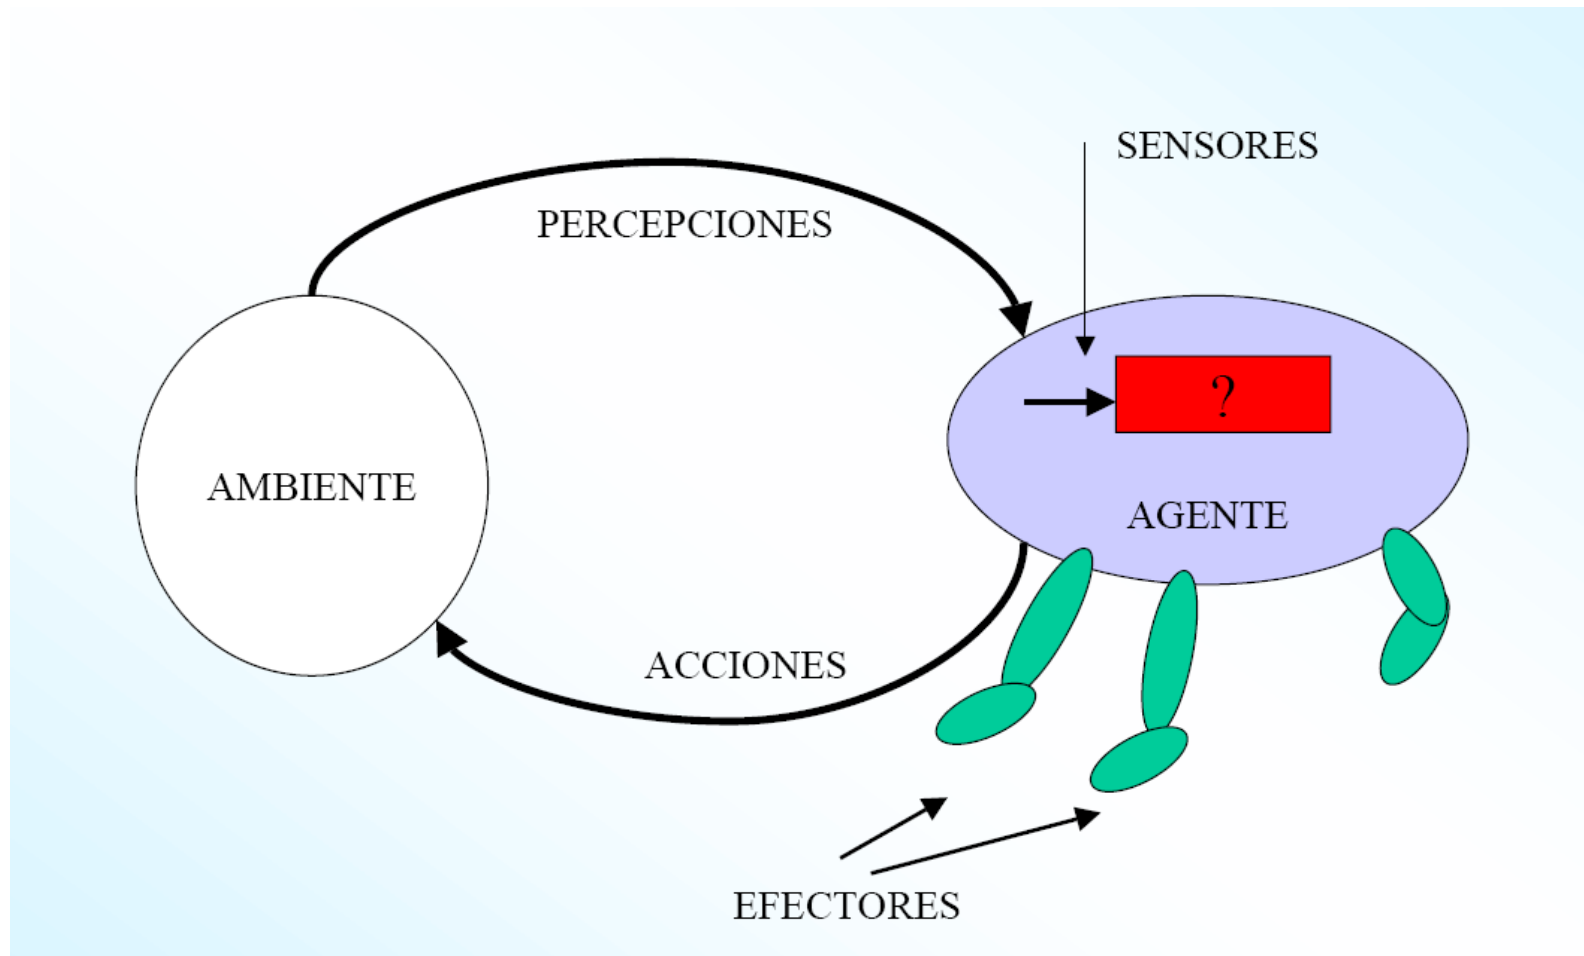 SENSORES
PERCEPCIONES
?
AMBIENTE
AGENTE
ACCIONES
EFECTORES